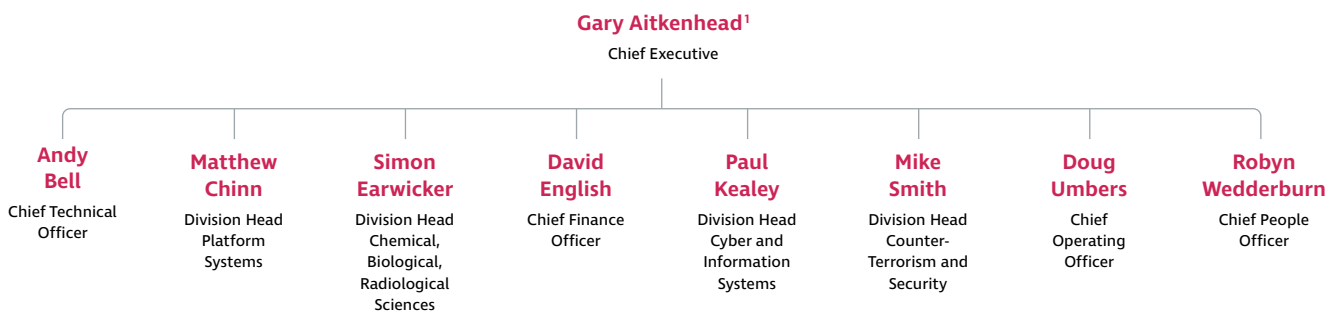 Gary Aitkenhead¹
Chief Executive
Andy
Bell
Chief Technical
Officer
Matthew
Chinn
Division Head
Platform
Systems
Simon
Earwicker
Division Head
Chemical,
Biological,
Radiological
Sciences
David
English
Chief Finance
Officer
Paul
Kealey
Division Head
Cyber and
Information
Systems
Mike
Smith
Division Head
Counter-
Terrorism and
Security
Doug
Umbers
Chief
Operating
Officer
Robyn
Wedderburn
Chief People
Officer